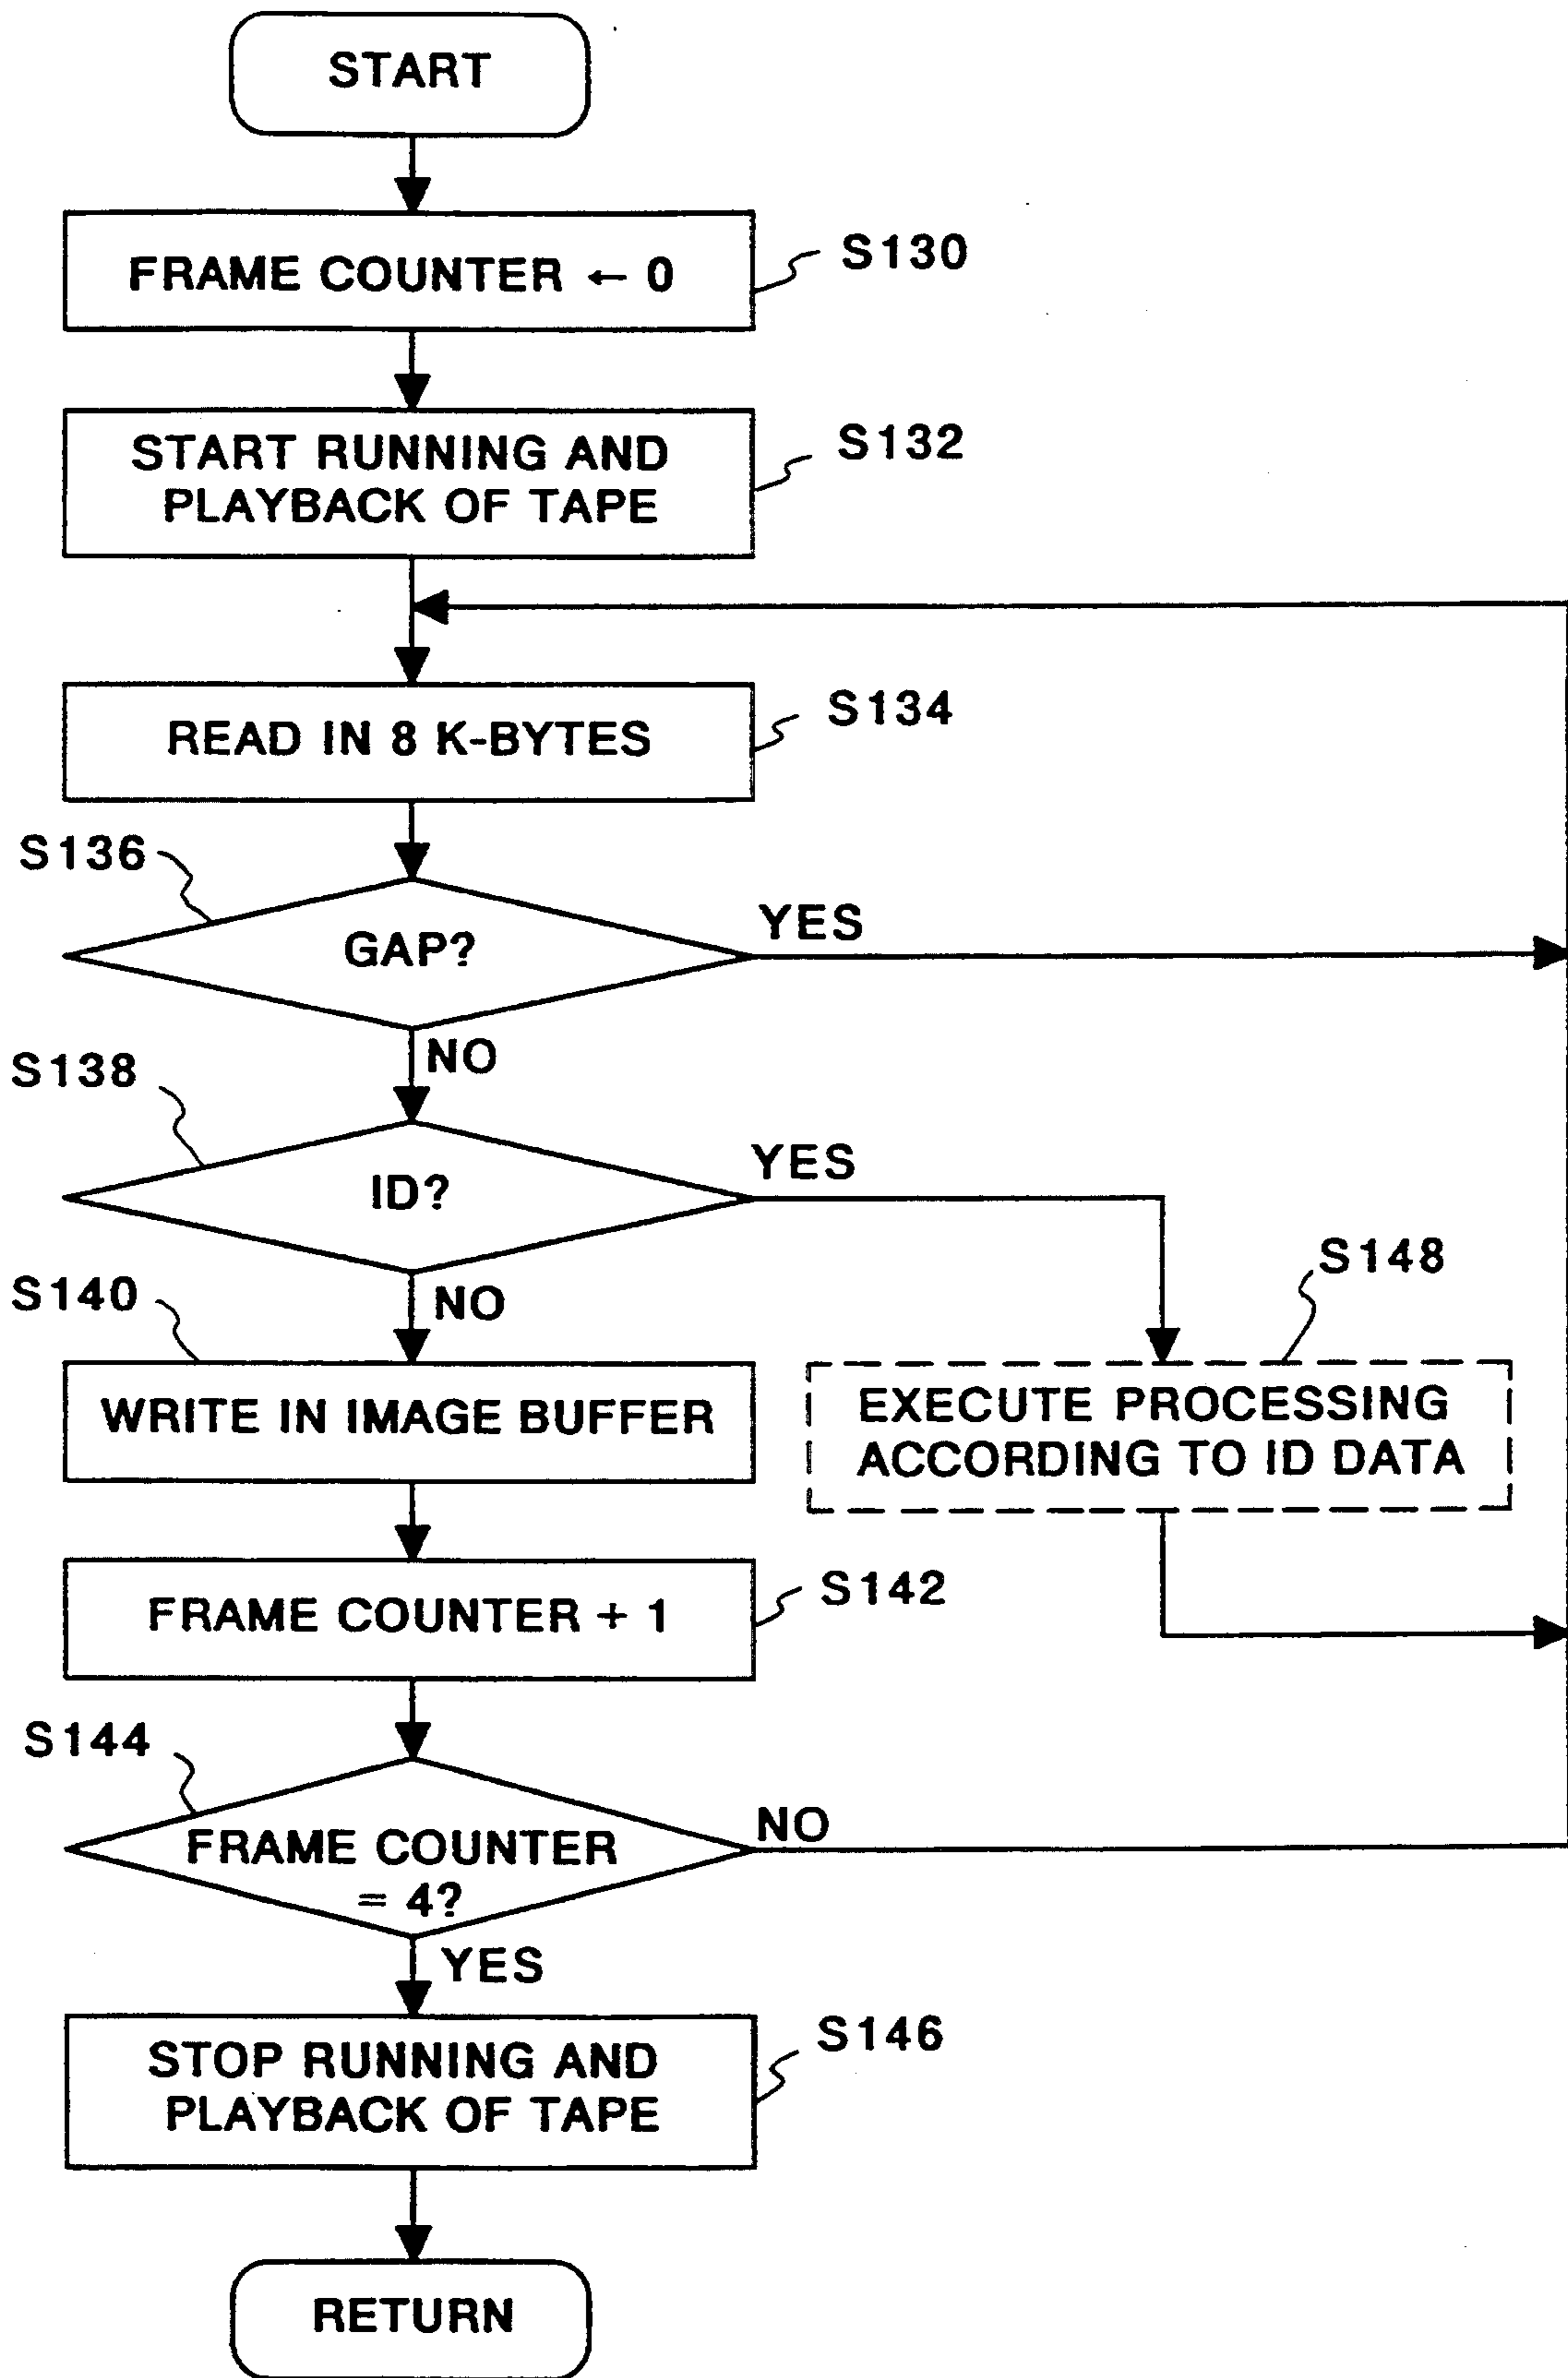 START
FRAME COUNTER ← 0
S130
START RUNNING AND
PLAYBACK OF TAPE
S132
READ IN 8 K-BYTES
S134
S136
GAP?
YES
NO
S138
ID?
YES
NO
S148
EXECUTE PROCESSING
ACCORDING TO ID DATA
S140
WRITE IN IMAGE BUFFER
FRAME COUNTER + 1
S142
S144
FRAME COUNTER
= 4?
NO
YES
STOP RUNNING AND
PLAYBACK OF TAPE
S146
RETURN